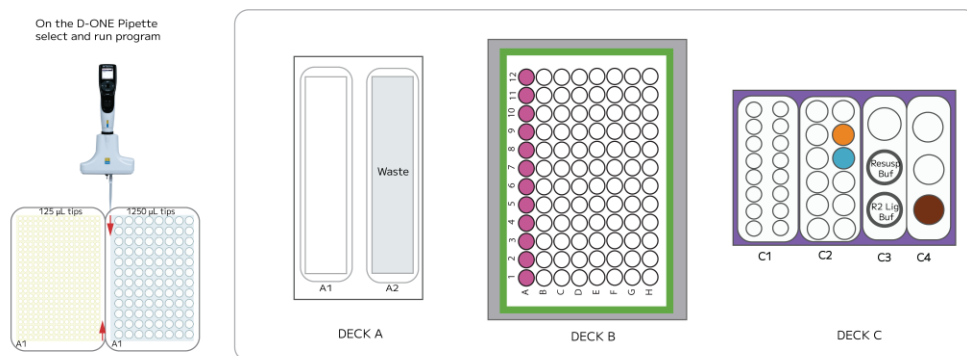 On the D-ONE Pipette
select and run program
125 µL tips
1250 µL tips
A1
A1
Waste
A1
A2
DECK A
12
11
10
9
8
7
6
5
4
3
2
1
A
B
C
D
E
F
G
H
DECK B
Resusp
Buf
R2 Lig
Buf
C1
C2
C3
C4
DECK C